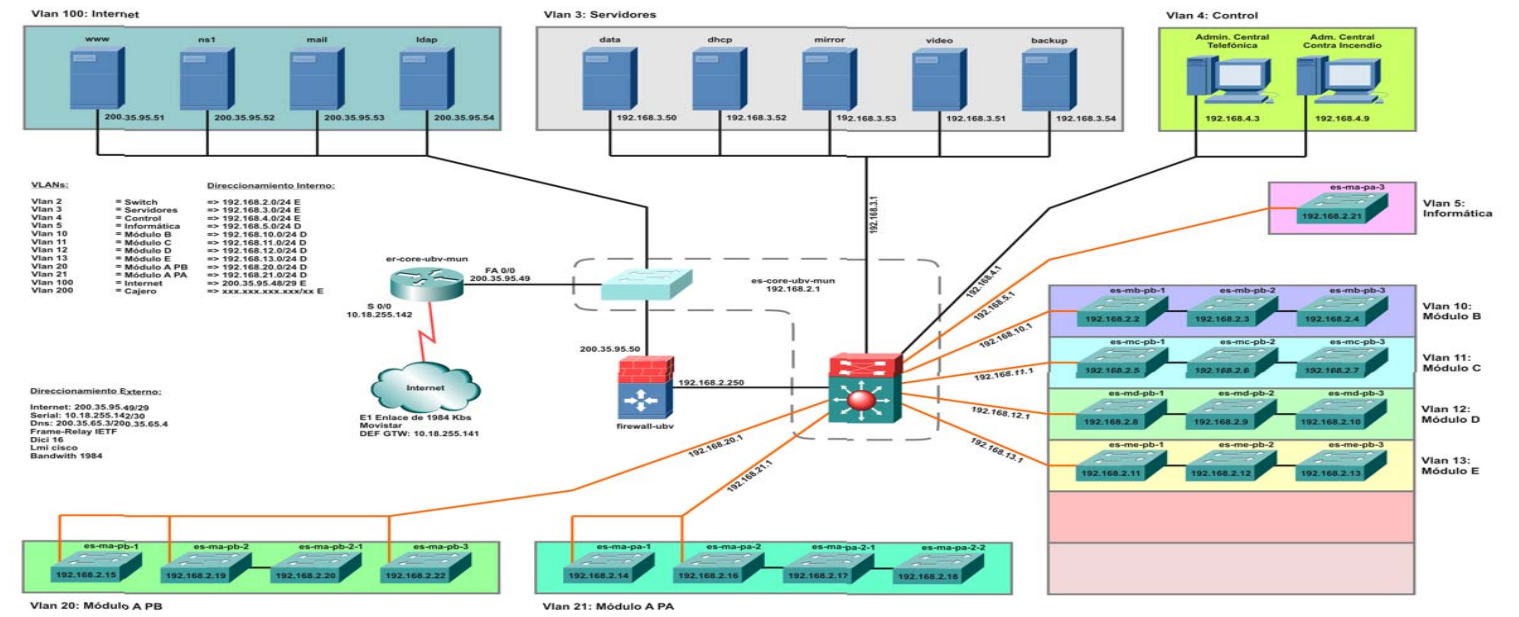 Vlan 100: Internet
www
ns1
mail
ldap
200.35.95.51
200.35.95.52
200.35.95.53
200.35.95.54
Vlan 3: Servidores
data
dhcp
mirror
video
backup
192.168.3.50
192.168.3.52
192.168.3.53
192.168.3.51
192.168.3.54
Vlan 4: Control
Admin. Central
Telefónica
Adm. Central
Contra Incendio
192.168.4.3
192.168.4.9
VLANs: Direccionamiento Interno:
Vlan 2 = Switch => 192.168.2.0/24 E
Vlan 3 = Servidores => 192.168.3.0/24 E
Vlan 4 = Control => 192.168.4.0/24 E
Vlan 5 = Informática => 192.168.5.0/24 D
Vlan 10 = Módulo B => 192.168.10.0/24 D
Vlan 11 = Módulo C => 192.168.11.0/24 D
Vlan 12 = Módulo D => 192.168.12.0/24 D
Vlan 13 = Módulo E => 192.168.13.0/24 D
Vlan 20 = Módulo A PB => 192.168.20.0/24 D
Vlan 21 = Módulo A PA => 192.168.21.0/24 D
Vlan 100 = Internet => 200.35.95.48/29 E
Vlan 200 = Cajero => xxx.xxx.xxx.xxx/xx E
er-core-ubv-mun
FA 0/0
200.35.95.49
S 0/0
10.18.255.142
Internet
E1 Enlace de 1984 Kbs
Movistar
DEF GTW: 10.18.255.141
es-core-ubv-mun
192.168.2.1
200.35.95.50
firewall-ubv
192.168.2.250
192.168.3.1
192.168.4.1
192.168.5.1
192.168.10.1
192.168.11.1
192.168.12.1
192.168.13.1
192.168.20.1
192.168.21.1
es-ma-pa-3
192.168.2.21
Vlan 5:
Informática
es-mb-pb-1
es-mb-pb-2
es-mb-pb-3
192.168.2.2
192.168.2.3
192.168.2.4
Vlan 10:
Módulo B
es-mc-pb-1
es-mc-pb-2
es-mc-pb-3
192.168.2.5
192.168.2.6
192.168.2.7
Vlan 11:
Módulo C
es-md-pb-1
es-md-pb-2
es-md-pb-3
192.168.2.8
192.168.2.9
192.168.2.10
Vlan 12:
Módulo D
es-me-pb-1
es-me-pb-2
es-me-pb-3
192.168.2.11
192.168.2.12
192.168.2.13
Vlan 13:
Módulo E
Direccionamiento Externo:
Internet: 200.35.95.49/29
Serial: 10.18.255.142/30
Dns: 200.35.65.3/200.35.65.4
Frame-Relay IETF
Dlci 16
Lmi cisco
Bandwith 1984
es-ma-pb-1
es-ma-pb-2
es-ma-pb-2-1
es-ma-pb-3
192.168.2.15
192.168.2.19
192.168.2.20
192.168.2.22
Vlan 20: Módulo A PB
es-ma-pa-1
es-ma-pa-2
es-ma-pa-2-1
es-ma-pa-2-2
192.168.2.14
192.168.2.16
192.168.2.17
192.168.2.18
Vlan 21: Módulo A PA